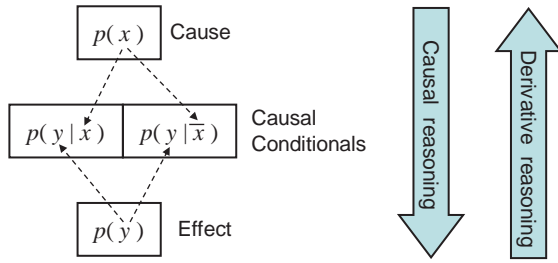 p(x) Cause
p(y|x) p(y|x̅) Causal
Conditionals
p(y) Effect
Causal reasoning
Derivative reasoning